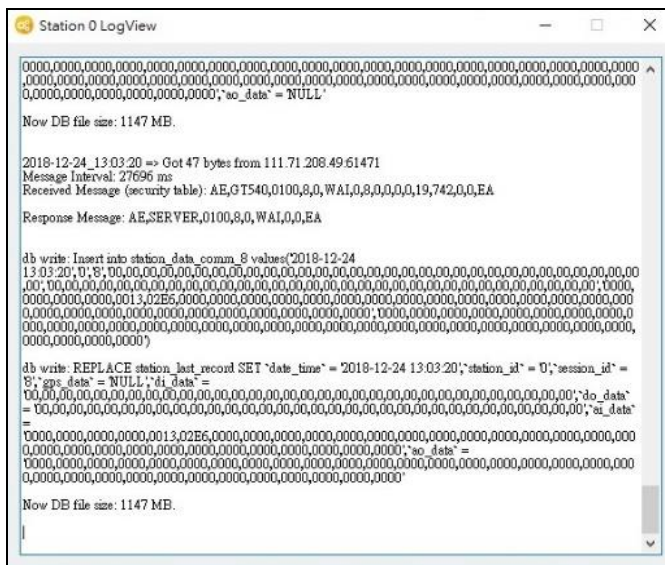 Station 0 LogView
0000,0000,0000,0000,0000,0000,0000,0000,0000,0000,0000,0000,0000,0000,0000,0000,0000,0000,0000,0000
,0000,0000,0000,0000,0000,0000,0000,0000,0000,0000,0000,0000,0000,0000,0000,0000,0000,0000,0000,000
0,0000,0000,0000,0000,0000,0000',`ao_data` = 'NULL'
Now DB file size: 1147 MB.
2018-12-24_13:03:20 => Got 47 bytes from 111.71.208.49:61471
Message Interval: 27696 ms
Received Message (security table): AE,GT540,0100,8,0,WAI,0,8,0,0,0,0,19,742,0,0,EA
Response Message: AE,SERVER,0100,8,0,WAI,0,0,EA
db write: Insert into station_data_comm_8 values('2018-12-24
13:03:20','0','8','00,00,00,00,00,00,00,00,00,00,00,00,00,00,00,00,00,00,00,00,00,00,00,00,00,00,00,00,00,00,00
,00','00,00,00,00,00,00,00,00,00,00,00,00,00,00,00,00,00,00,00,00,00,00,00,00,00,00,00,00,00,00,00,00','0000,
0000,0000,0000,0013,02E6,0000,0000,0000,0000,0000,0000,0000,0000,0000,0000,0000,0000,0000,0000,000
0,0000,0000,0000,0000,0000,0000,0000,0000,0000,0000,0000','0000,0000,0000,0000,0000,0000,0000,0000,0
000,0000,0000,0000,0000,0000,0000,0000,0000,0000,0000,0000,0000,0000,0000,0000,0000,0000,0000,0000,
0000,0000,0000,0000')
db write: REPLACE station_last_record SET `date_time` = '2018-12-24 13:03:20',`station_id` = '0',`session_id` =
'8',`gps_data` = 'NULL',`di_data` =
'00,00,00,00,00,00,00,00,00,00,00,00,00,00,00,00,00,00,00,00,00,00,00,00,00,00,00,00,00,00,00,00',`do_data`
= '00,00,00,00,00,00,00,00,00,00,00,00,00,00,00,00,00,00,00,00,00,00,00,00,00,00,00,00,00,00,00,00',`ai_data`
=
'0000,0000,0000,0000,0013,02E6,0000,0000,0000,0000,0000,0000,0000,0000,0000,0000,0000,0000,0000,000
0,0000,0000,0000,0000,0000,0000,0000,0000,0000,0000,0000,0000',`ao_data` =
'0000,0000,0000,0000,0000,0000,0000,0000,0000,0000,0000,0000,0000,0000,0000,0000,0000,0000,0000,000
0,0000,0000,0000,0000,0000,0000,0000,0000,0000,0000,0000,0000'
Now DB file size: 1147 MB.